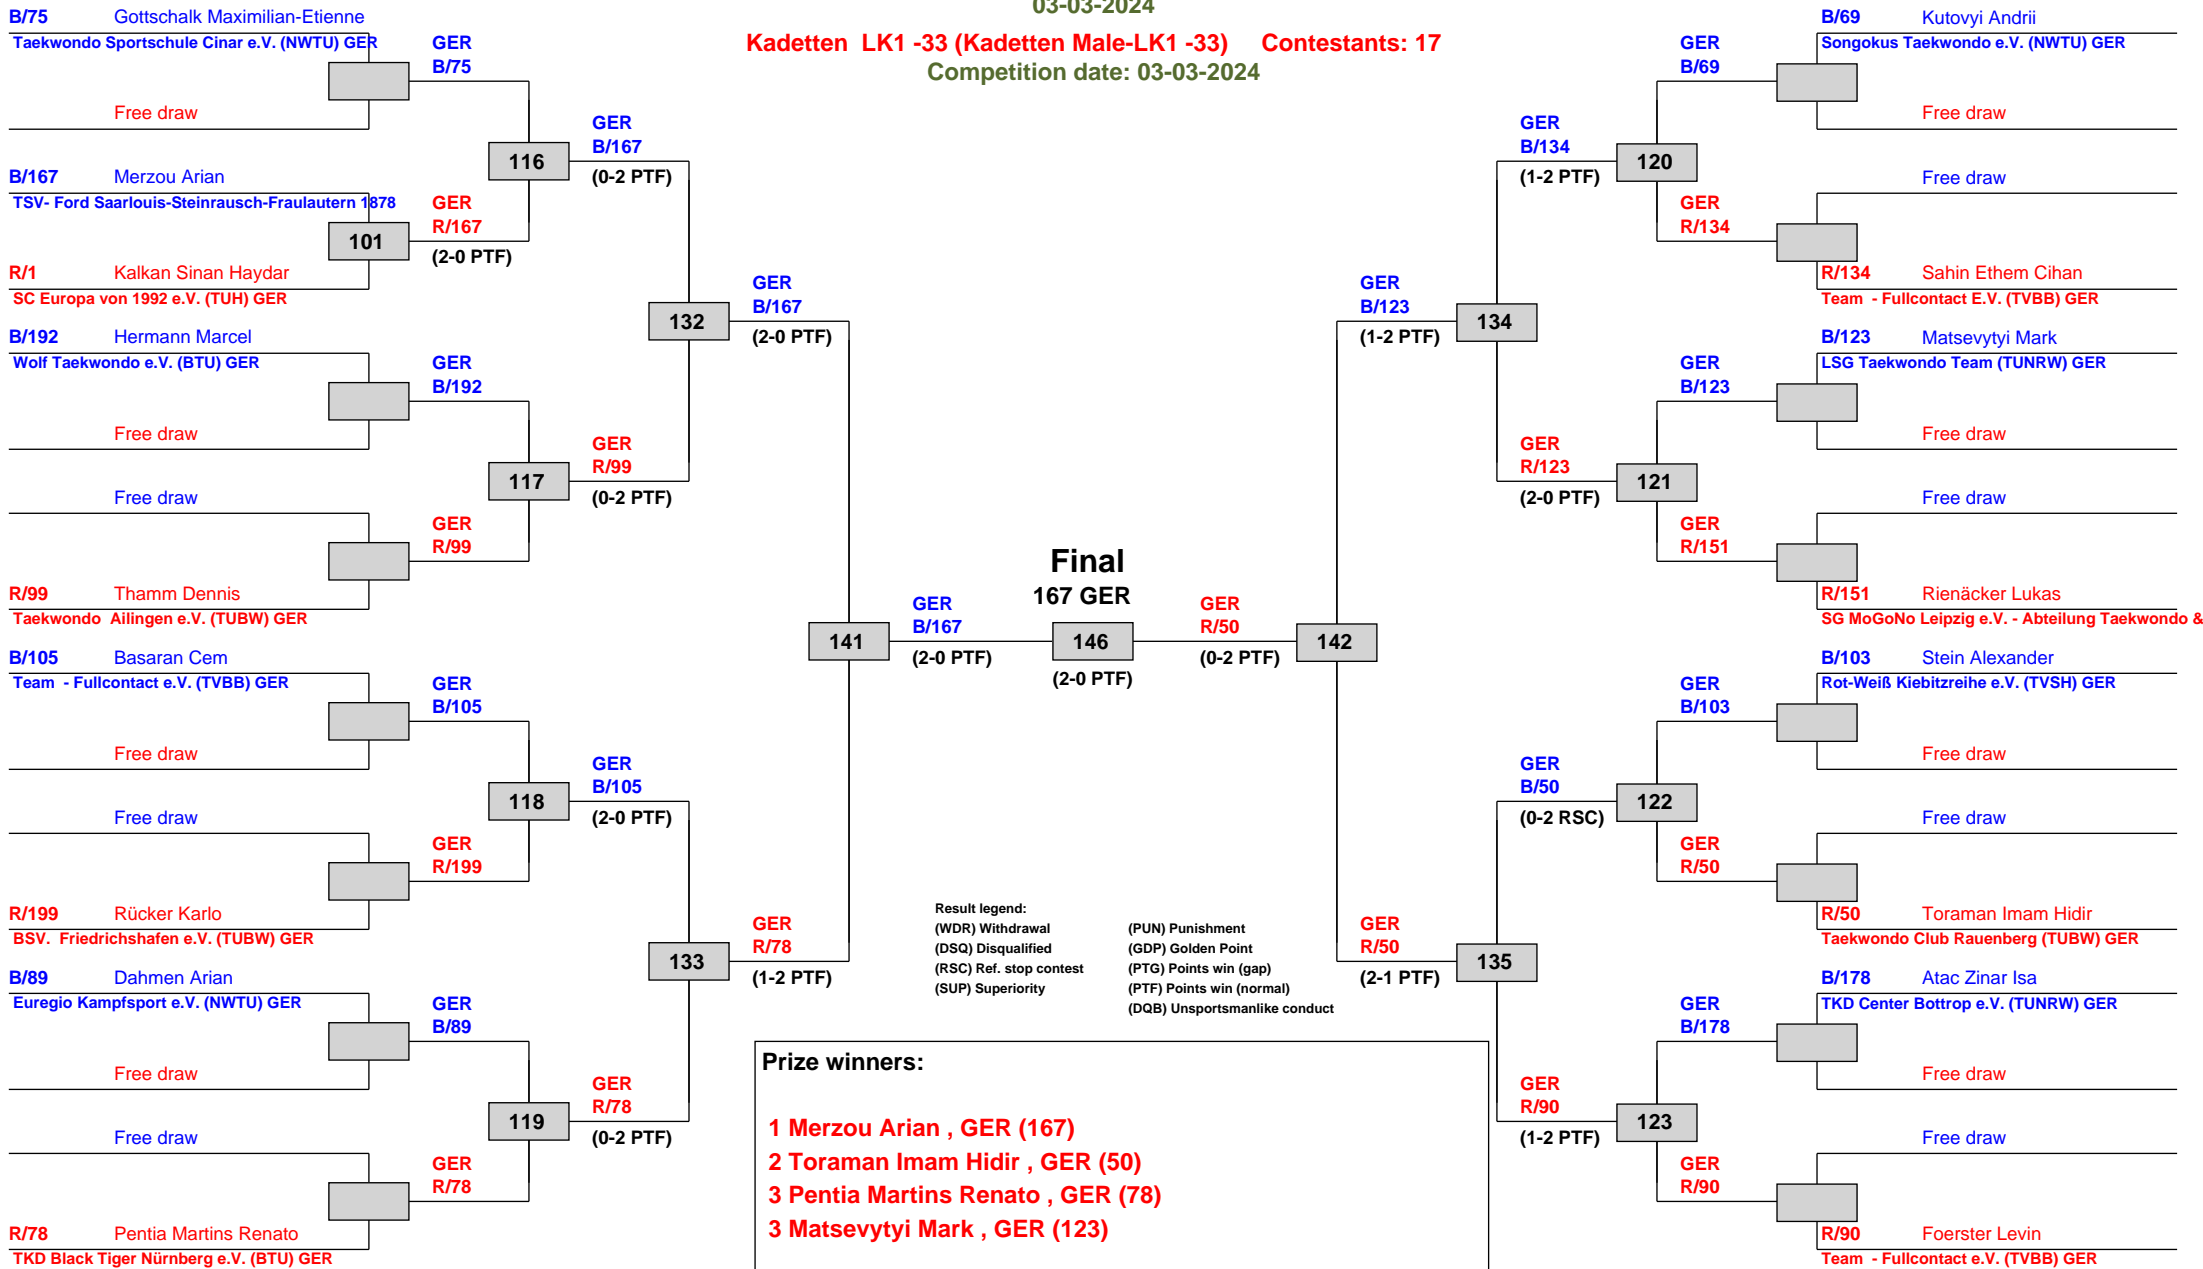 03-03-2024
Kadetten LK1 -33 (Kadetten Male-LK1 -33) Contestants: 17
Competition date: 03-03-2024
B/75 Gottschalk Maximilian-Etienne
Taekwondo Sportschule Cinar e.V. (NWTU) GER
Free draw
B/167 Merzou Arian
TSV- Ford Saarlouis-Steinrausch-Fraulautern 1878
R/1 Kalkan Sinan Haydar
SC Europa von 1992 e.V. (TUH) GER
B/192 Hermann Marcel
Wolf Taekwondo e.V. (BTU) GER
Free draw
Free draw
R/99 Thamm Dennis
Taekwondo Ailingen e.V. (TUBW) GER
B/105 Basaran Cem
Team - Fullcontact e.V. (TVBB) GER
Free draw
Free draw
R/199 Rücker Karlo
BSV. Friedrichshafen e.V. (TUBW) GER
B/89 Dahmen Arian
Euregio Kampfsport e.V. (NWTU) GER
Free draw
Free draw
R/78 Pentia Martins Renato
TKD Black Tiger Nürnberg e.V. (BTU) GER
GER
B/75
101
GER
R/167
(2-0 PTF)
GER
B/192
GER
R/99
GER
B/105
GER
R/199
GER
B/89
GER
R/78
116
GER
B/167
(0-2 PTF)
117
GER
R/99
(0-2 PTF)
118
GER
B/105
(2-0 PTF)
119
GER
R/78
(0-2 PTF)
132
GER
B/167
(2-0 PTF)
133
GER
R/78
(1-2 PTF)
141
GER
B/167
(2-0 PTF)
Final
167 GER
146
(2-0 PTF)
GER
R/50
(0-2 PTF)
142
GER
B/123
(1-2 PTF)
134
GER
R/50
(2-1 PTF)
135
GER
B/134
(1-2 PTF)
120
GER
R/123
(2-0 PTF)
121
GER
B/50
(0-2 RSC)
122
GER
R/90
(1-2 PTF)
123
GER
B/69
GER
R/134
GER
B/123
GER
R/151
GER
B/103
GER
R/50
GER
B/178
GER
R/90
B/69 Kutovyi Andrii
Songokus Taekwondo e.V. (NWTU) GER
Free draw
Free draw
R/134 Sahin Ethem Cihan
Team - Fullcontact E.V. (TVBB) GER
B/123 Matsevytyi Mark
LSG Taekwondo Team (TUNRW) GER
Free draw
Free draw
R/151 Rienäcker Lukas
SG MoGoNo Leipzig e.V. - Abteilung Taekwondo &
B/103 Stein Alexander
Rot-Weiß Kiebitzreihe e.V. (TVSH) GER
Free draw
Free draw
R/50 Toraman Imam Hidir
Taekwondo Club Rauenberg (TUBW) GER
B/178 Atac Zinar Isa
TKD Center Bottrop e.V. (TUNRW) GER
Free draw
Free draw
R/90 Foerster Levin
Team - Fullcontact e.V. (TVBB) GER
Result legend:
(WDR) Withdrawal (PUN) Punishment
(DSQ) Disqualified (GDP) Golden Point
(RSC) Ref. stop contest (PTG) Points win (gap)
(SUP) Superiority (PTF) Points win (normal)
(DQB) Unsportsmanlike conduct
Prize winners:
1 Merzou Arian , GER (167)
2 Toraman Imam Hidir , GER (50)
3 Pentia Martins Renato , GER (78)
3 Matsevytyi Mark , GER (123)